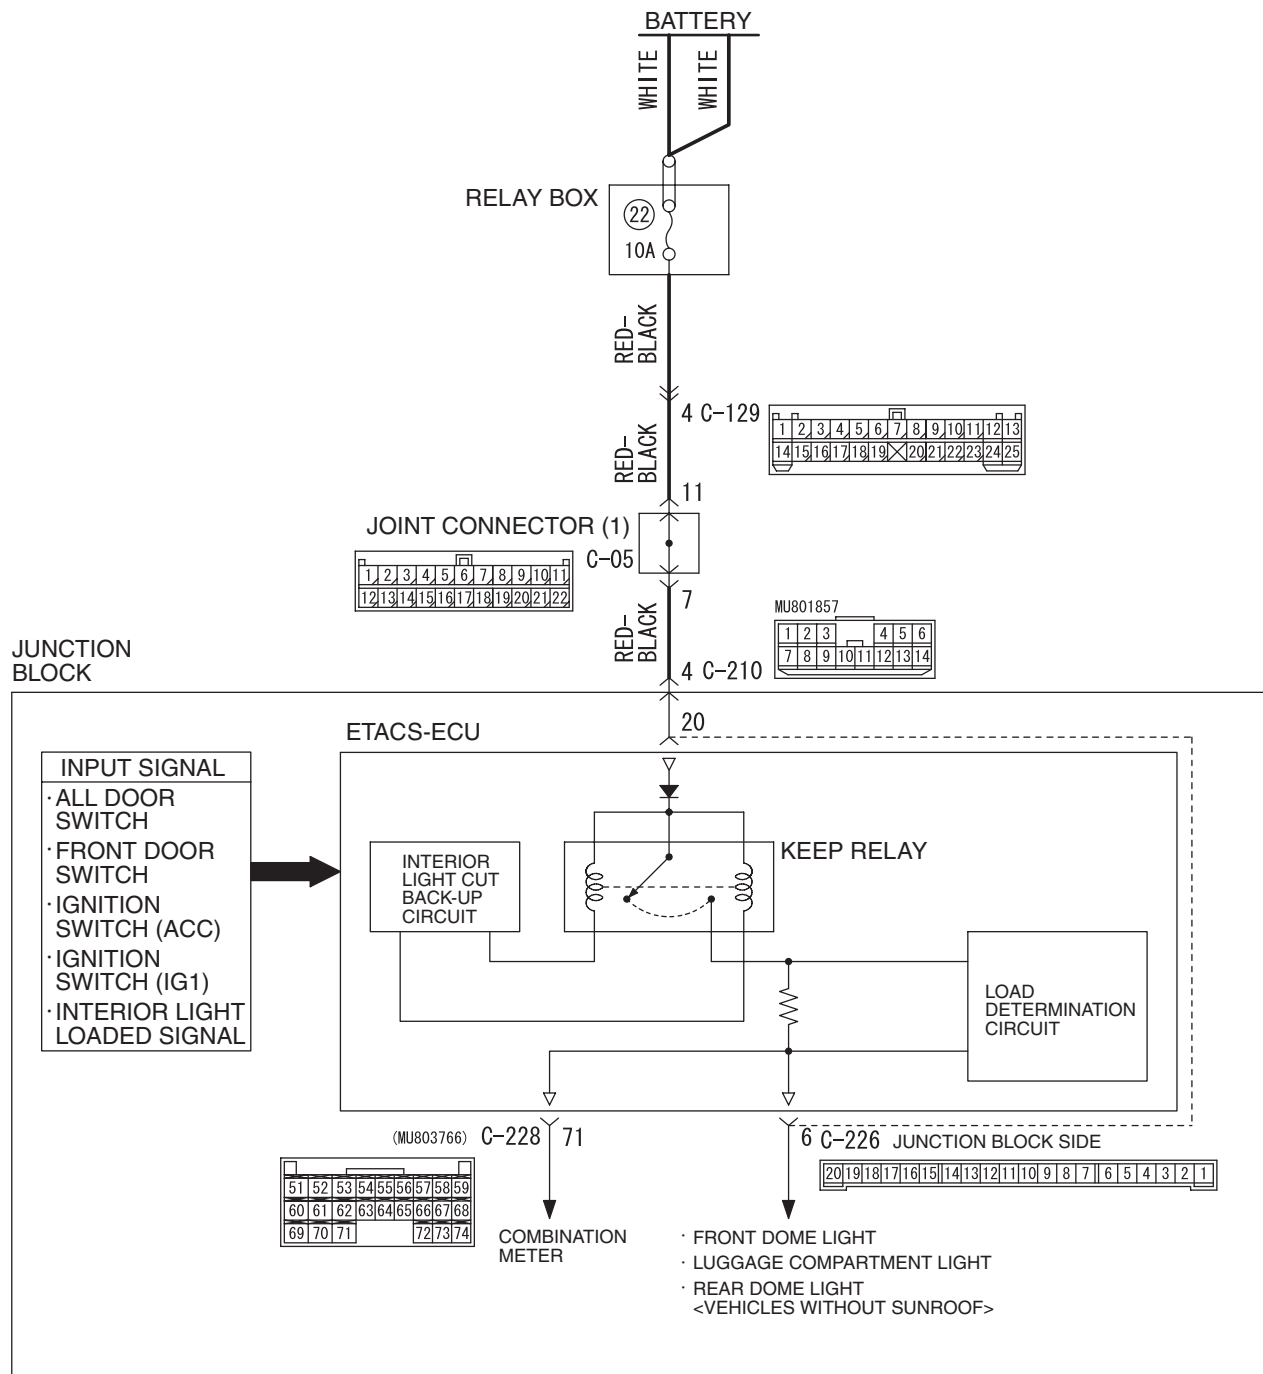 BATTERY
WHITE
WHITE
RELAY BOX
22
10A
RED-
BLACK
4 C-129
1 2 3 4 5 6 7 8 9 10 11 12 13
14 15 16 17 18 19 20 21 22 23 24 25
RED-
BLACK
11
JOINT CONNECTOR (1)
C-05
1 2 3 4 5 6 7 8 9 10 11
12 13 14 15 16 17 18 19 20 21 22
7
RED-
BLACK
MU801857
1 2 3 4 5 6
7 8 9 10 11 12 13 14
4 C-210
JUNCTION
BLOCK
20
ETACS-ECU
INPUT SIGNAL
· ALL DOOR
SWITCH
· FRONT DOOR
SWITCH
· IGNITION
SWITCH (ACC)
· IGNITION
SWITCH (IG1)
· INTERIOR LIGHT
LOADED SIGNAL
INTERIOR
LIGHT CUT
BACK-UP
CIRCUIT
KEEP RELAY
LOAD
DETERMINATION
CIRCUIT
(MU803766) C-228 71
51 52 53 54 55 56 57 58 59
60 61 62 63 64 65 66 67 68
69 70 71 72 73 74
COMBINATION
METER
6 C-226 JUNCTION BLOCK SIDE
20 19 18 17 16 15 14 13 12 11 10 9 8 7 6 5 4 3 2 1
· FRONT DOME LIGHT
· LUGGAGE COMPARTMENT LIGHT
· REAR DOME LIGHT
<VEHICLES WITHOUT SUNROOF>